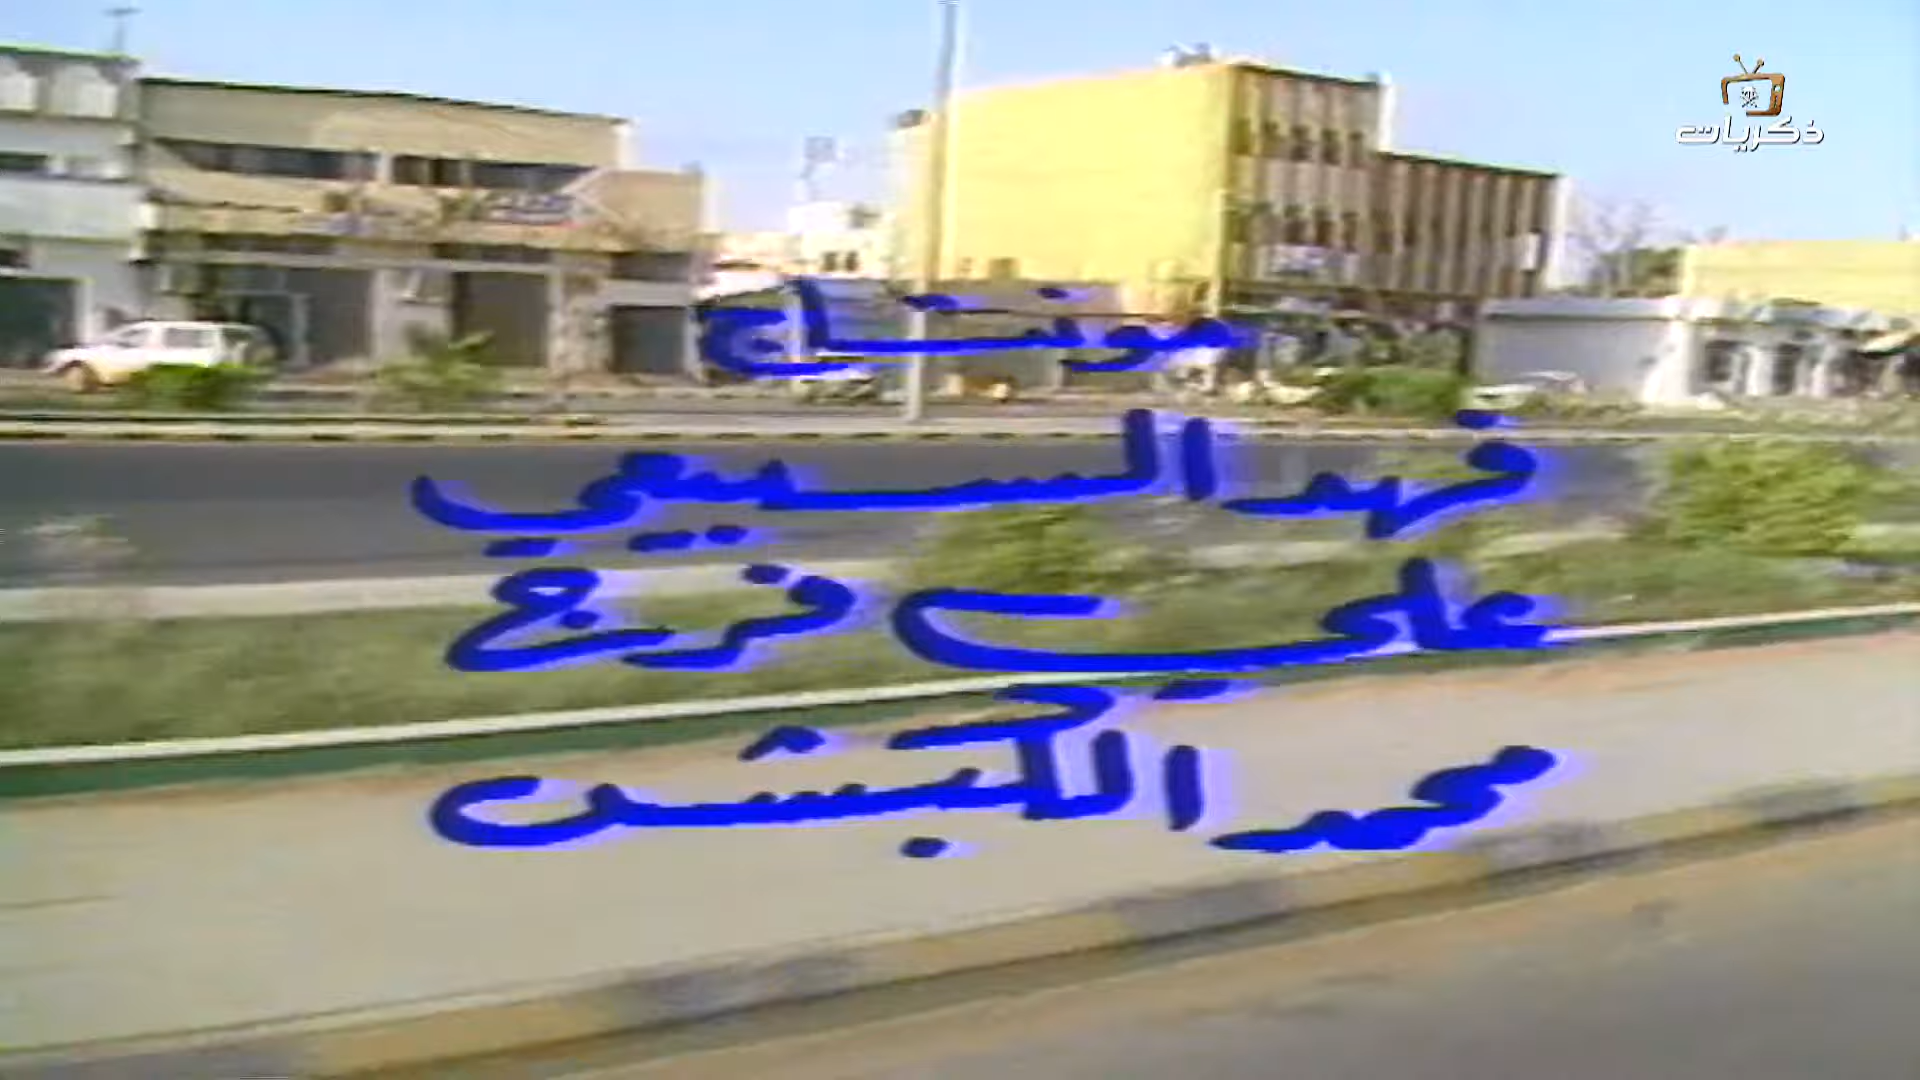 ذكريات
مونتاج
فهد السبيعي
علي فرج
محمد الكبش